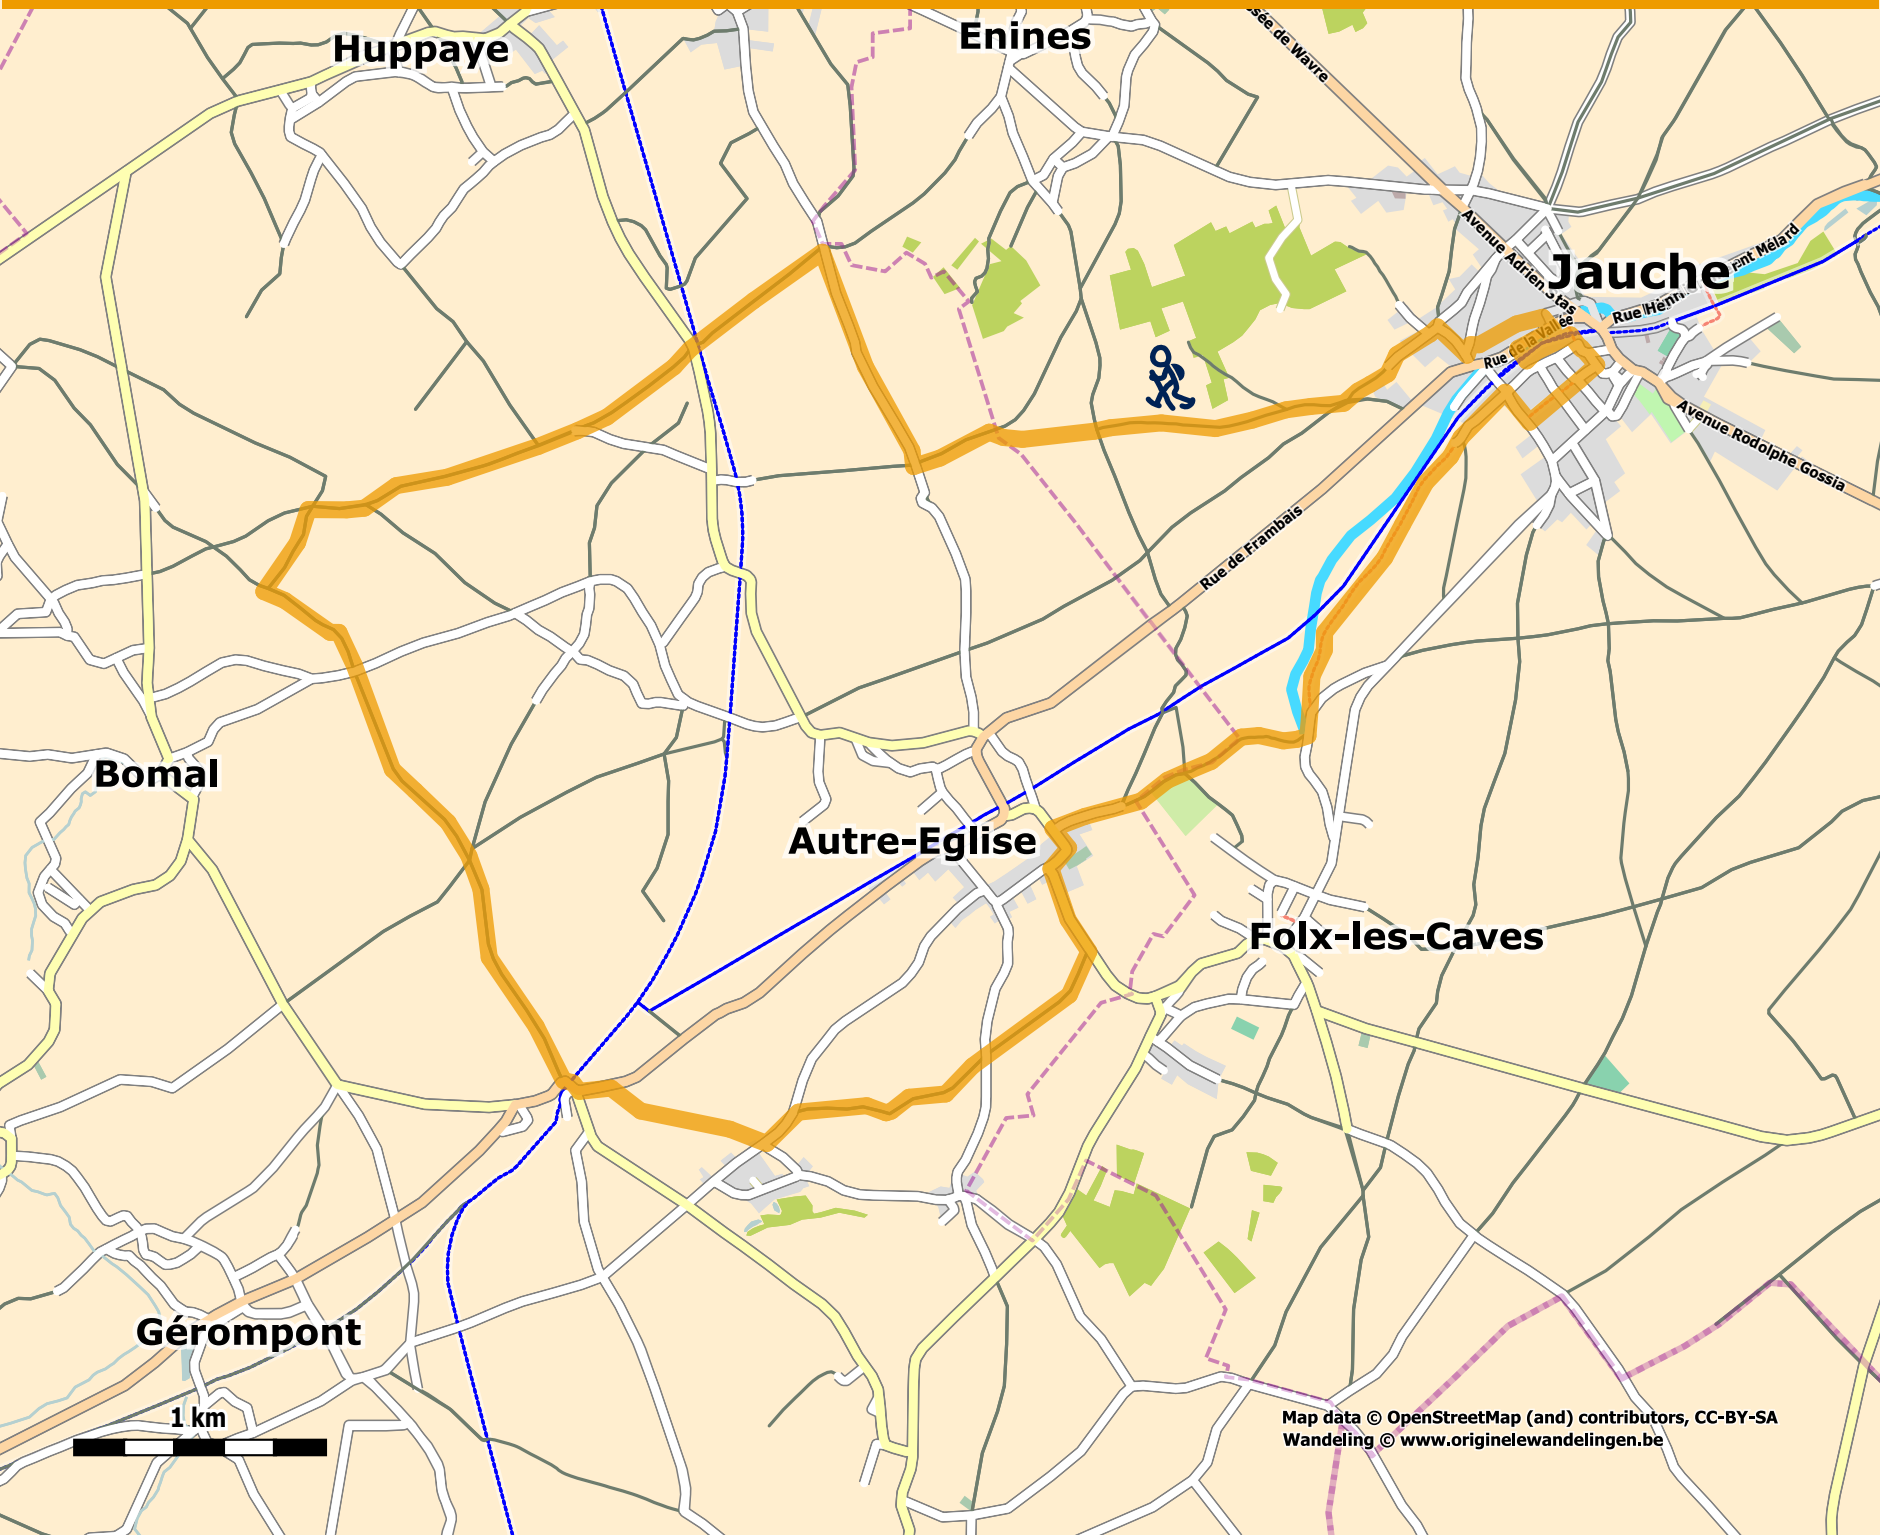 Huppaye
Enines
sée de Wavre
Avenue Adrien Stas
Jauche
nt Mélard
Rue Henri
Rue de la Vallée
Avenue Rodolphe Gossia
Rue de Frambais
Bomal
Autre-Eglise
Folx-les-Caves
Gérompont
1 km
Map data © OpenStreetMap (and) contributors, CC-BY-SA
Wandeling © www.originelewandelingen.be